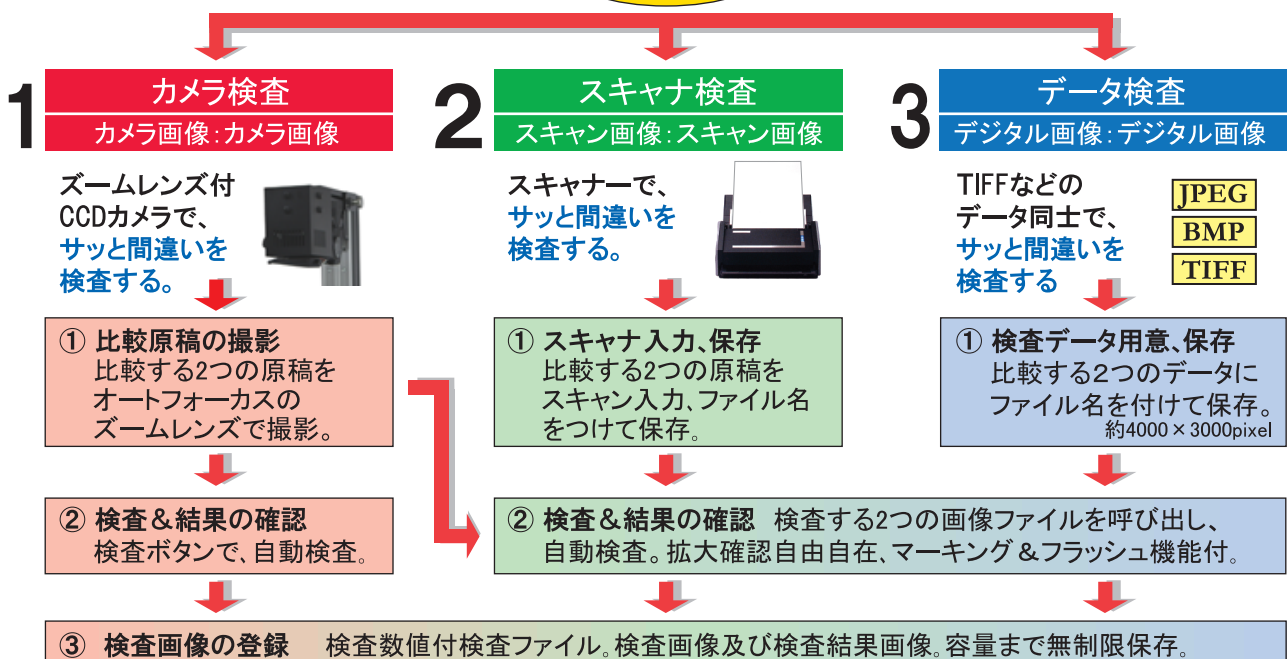 1
カメラ検査
カメラ画像:カメラ画像
ズームレンズ付
CCDカメラで、
サッと間違いを
検査する。
① 比較原稿の撮影
比較する2つの原稿を
オートフォーカスの
ズームレンズで撮影。
② 検査&結果の確認
検査ボタンで、自動検査。
2
スキャナ検査
スキャン画像:スキャン画像
スキャナーで、
サッと間違いを
検査する。
① スキャナ入力、保存
比較する2つの原稿を
スキャン入力、ファイル名
をつけて保存。
3
データ検査
デジタル画像:デジタル画像
TIFFなどの
データ同士で、
サッと間違いを
検査する
JPEG
BMP
TIFF
① 検査データ用意、保存
比較する2つのデータに
ファイル名を付けて保存。
約4000×3000pixel
② 検査&結果の確認 検査する2つの画像ファイルを呼び出し、
自動検査。拡大確認自由自在、マーキング&フラッシュ機能付。
③ 検査画像の登録 検査数値付検査ファイル。検査画像及び検査結果画像。容量まで無制限保存。